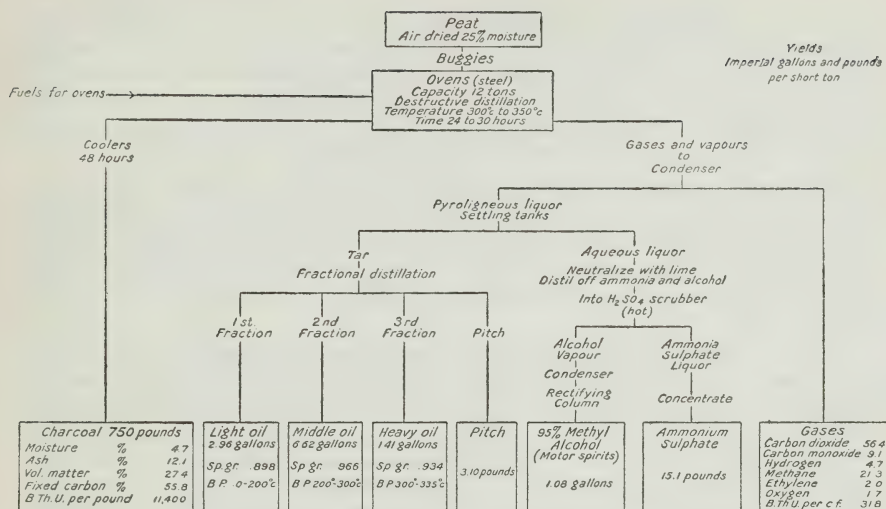 Peat
Air dried 25% moisture
Buggies
Yields
Imperial gallons and pounds
per short ton
Fuels for ovens
Ovens (steel)
Capacity 12 tons
Destructive distillation
Temperature 300°c to 350°c
Time 24 to 30 hours
Coolers
48 hours
Gases and vapours
to
Condenser
Pyroligneous liquor
Settling tanks
Tar
Fractional distillation
Aqueous liquor
Neutralize with lime
Distil off ammonia and alcohol
Into H₂SO₄ scrubber
(hot)
1st.
Fraction
2nd
Fraction
3rd
Fraction
Pitch
Alcohol
Vapour
Condenser
Rectifying
Column
Ammonia
Sulphate
Liquor
Concentrate
Charcoal 750 pounds
Moisture % 4.7
Ash % 12.1
Vol. matter % 27.4
Fixed carbon % 55.8
B Th.U. per pound 11,400
Light oil
2.96 gallons
Sp gr. .898
B P. 0-200°c
Middle oil
6.62 gallons
Sp gr. 966
B P 200°-300°c
Heavy oil
1.41 gallons
Sp gr. .934
B P 300°-335°c
Pitch
3.10 pounds
95% Methyl
Alcohol
(Motor spirits)
1.08 gallons
Ammonium
Sulphate
15.1 pounds
Gases
Carbon dioxide 56.4
Carbon monoxide 9.1
Hydrogen 4.7
Methane 21.3
Ethylene 2.0
Oxygen 1.7
B.Th.U. per c f. 318